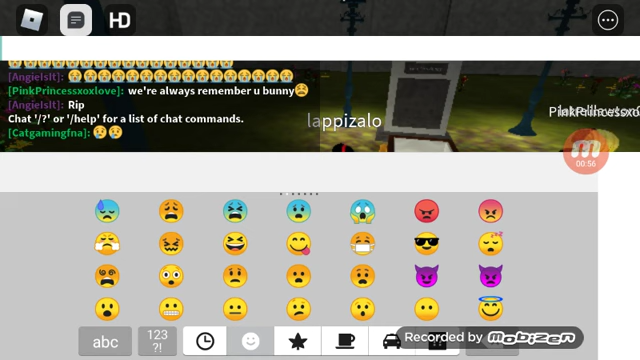 HD
[AngieIsIt]: 😢😢😢😢😢😢😢😢😢😢😢😢😢😢😢😢
[PinkPrincessxoxlove]: we're always remember u bunny😩
[AngieIsIt]: Rip
Chat '/?' or '/help' for a list of chat commands.
[Catgamingfna]: 😢😢
lappizalo
00:56
abc
123
?!
Recorded by mobizen